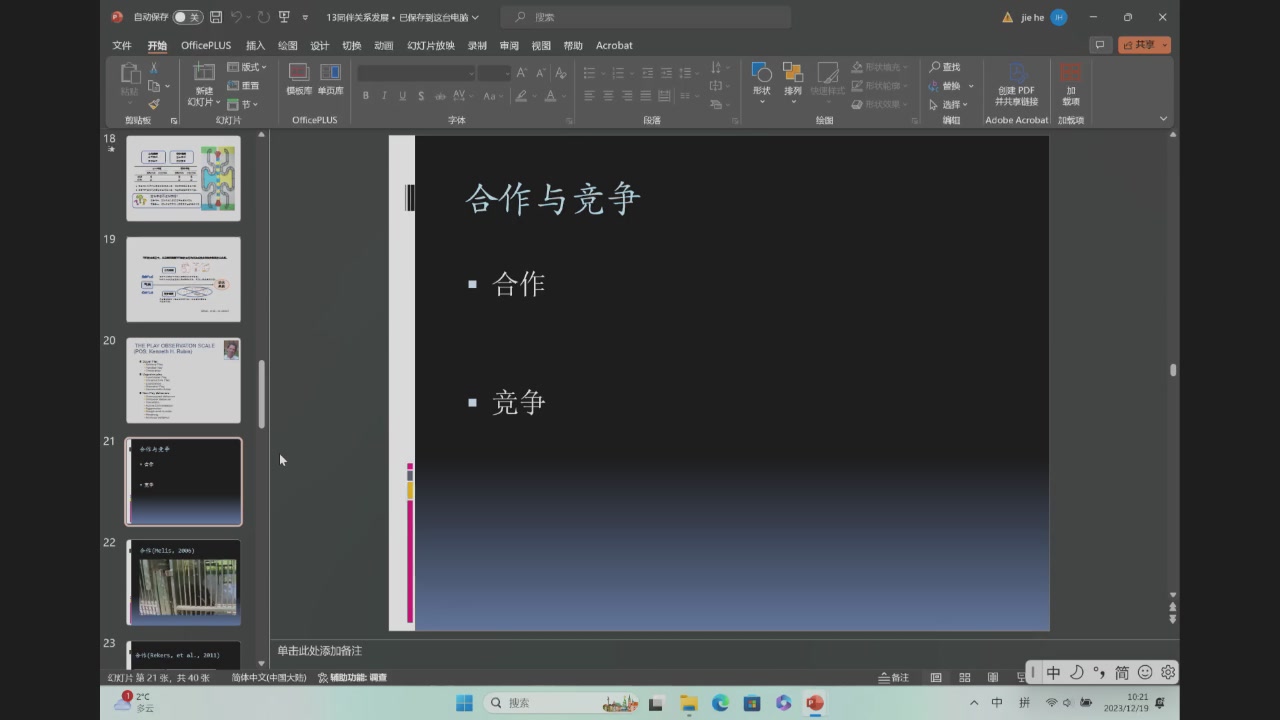 自动保存 关
13同伴关系发展 • 已保存到这台电脑
搜索
jie he
JH
文件 开始 OfficePLUS 插入 绘图 设计 切换 动画 幻灯片放映 录制 审阅 视图 帮助 Acrobat
共享
粘贴
剪贴板
新建
幻灯片
版式
重置
节
幻灯片
模板库 单页库
OfficePLUS
字体
段落
形状 排列 快速样式
形状填充
形状轮廓
形状效果
绘图
查找
替换
选择
编辑
创建 PDF
并共享链接
Adobe Acrobat
加
载项
加载项
18
19
20
THE PLAY OBSERVATION SCALE
(POS; Kenneth H. Rubin)
21
合作与竞争
合作
竞争
22
合作(Melis, 2006)
23
合作(Rekers, et al., 2011)
合作与竞争
合作
竞争
单击此处添加备注
幻灯片 第 21 张，共 40 张
简体中文(中国大陆)
辅助功能: 调查
备注
中 简
1
2°C
多云
搜索
中 拼
10:21
2023/12/19